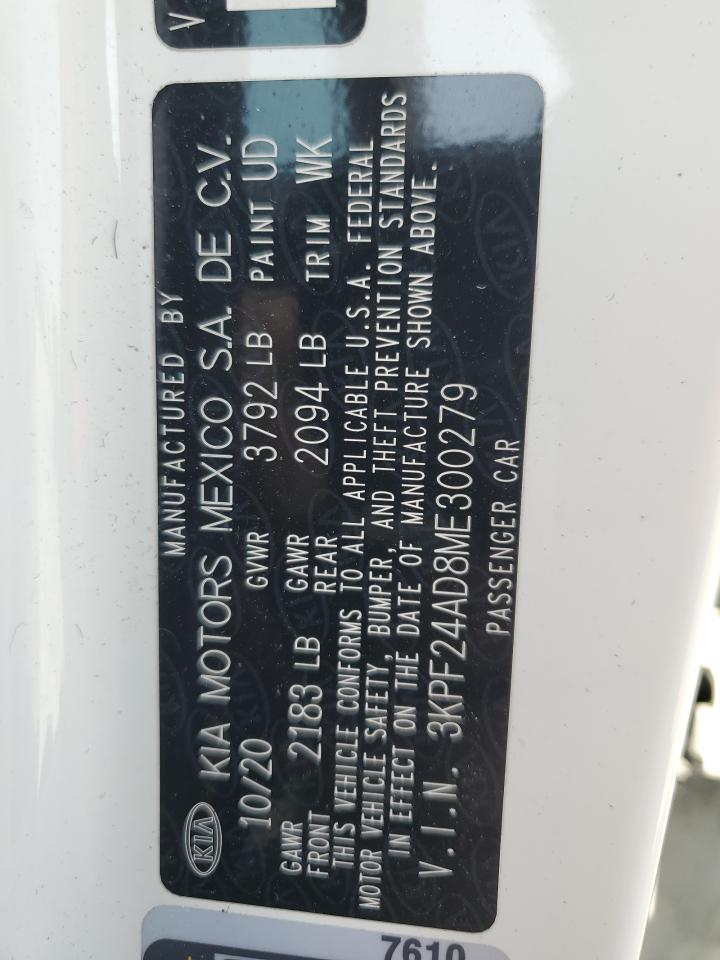 V
MANUFACTURED BY
KIA KIA MOTORS MEXICO S.A. DE C.V.
10/20 GVWR 3792 LB PAINT UD
GAWR FRONT 2183 LB GAWR REAR 2094 LB TRIM WK
THIS VEHICLE CONFORMS TO ALL APPLICABLE U.S.A. FEDERAL
MOTOR VEHICLE SAFETY, BUMPER, AND THEFT PREVENTION STANDARDS
IN EFFECT ON THE DATE OF MANUFACTURE SHOWN ABOVE.
V.I.N. 3KPF24AD8ME300279
PASSENGER CAR
7610